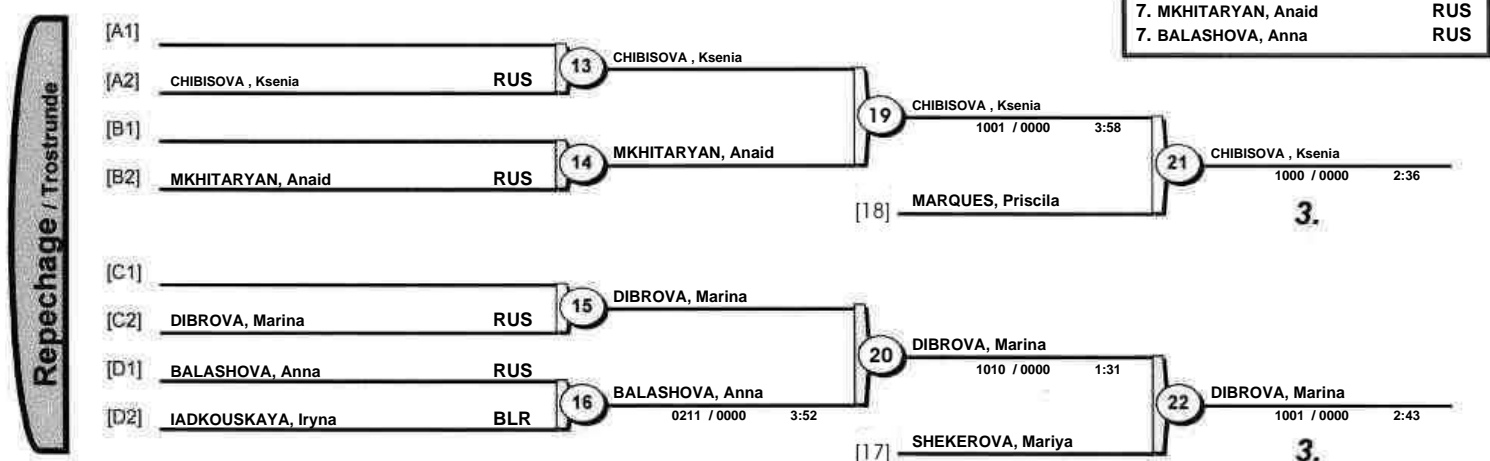 7. MKHITARYAN, Anaid RUS
7. BALASHOVA, Anna RUS
Repechage / Trostrunde
[A1]
[A2] CHIBISOVA , Ksenia RUS
13 CHIBISOVA , Ksenia
[B1]
[B2] MKHITARYAN, Anaid RUS
14 MKHITARYAN, Anaid
19 CHIBISOVA , Ksenia
1001 / 0000 3:58
[18] MARQUES, Priscila
21 CHIBISOVA , Ksenia
1000 / 0000 2:36
3.
[C1]
[C2] DIBROVA, Marina RUS
15 DIBROVA, Marina
[D1] BALASHOVA, Anna RUS
[D2] IADKOUSKAYA, Iryna BLR
16 BALASHOVA, Anna
0211 / 0000 3:52
20 DIBROVA, Marina
1010 / 0000 1:31
[17] SHEKEROVA, Mariya
22 DIBROVA, Marina
1001 / 0000 2:43
3.